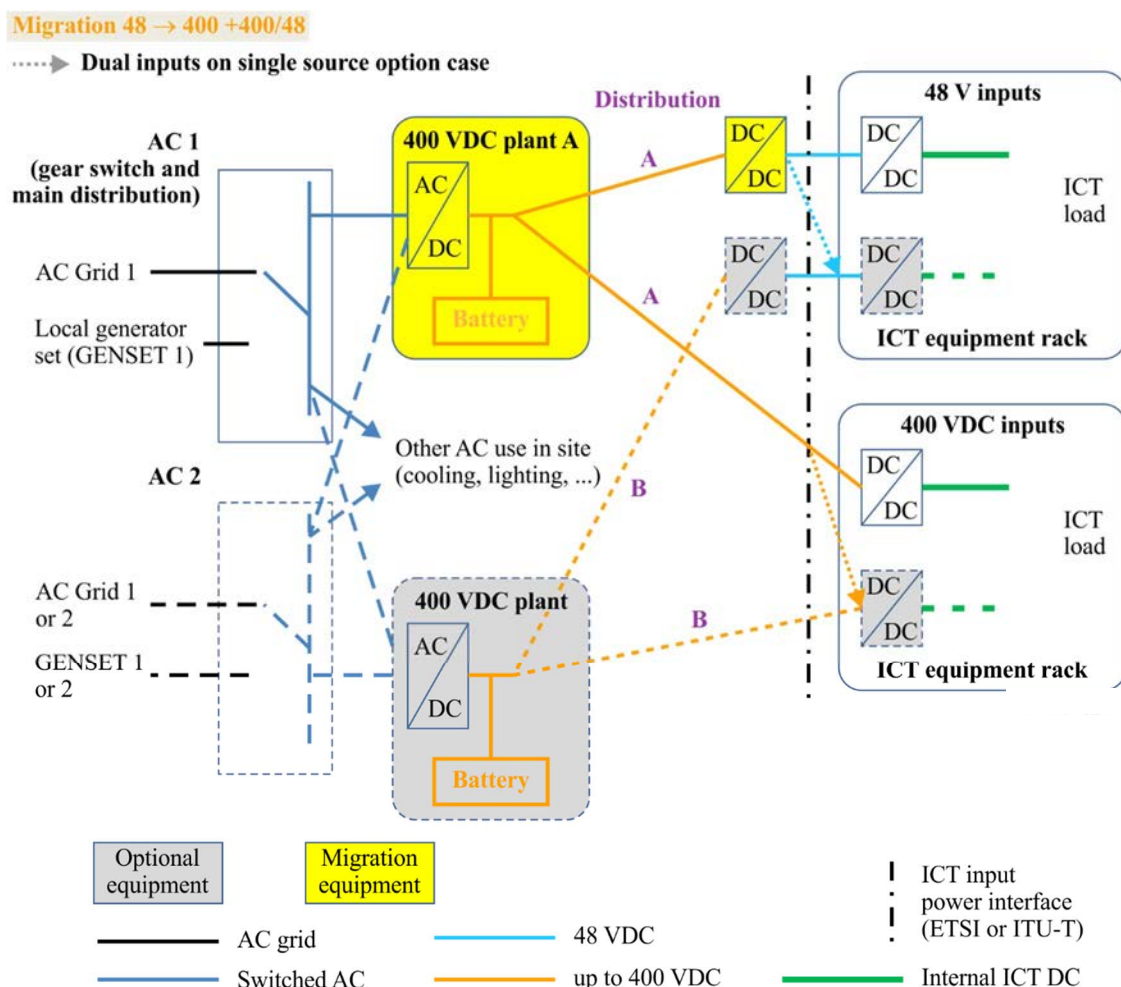 Migration 48 → 400 +400/48
Dual inputs on single source option case
Distribution
48 V inputs
AC 1
(gear switch and
main distribution)
400 VDC plant A
AC
DC
Battery
A
A
DC
DC
DC
DC
DC
DC
DC
DC
ICT
load
ICT equipment rack
AC Grid 1
Local generator
set (GENSET 1)
Other AC use in site
(cooling, lighting, ...)
400 VDC inputs
DC
DC
DC
DC
ICT
load
ICT equipment rack
AC 2
B
B
AC Grid 1
or 2
GENSET 1
or 2
400 VDC plant
AC
DC
Battery
Optional
equipment
Migration
equipment
ICT input
power interface
(ETSI or ITU-T)
AC grid
48 VDC
Switched AC
up to 400 VDC
Internal ICT DC